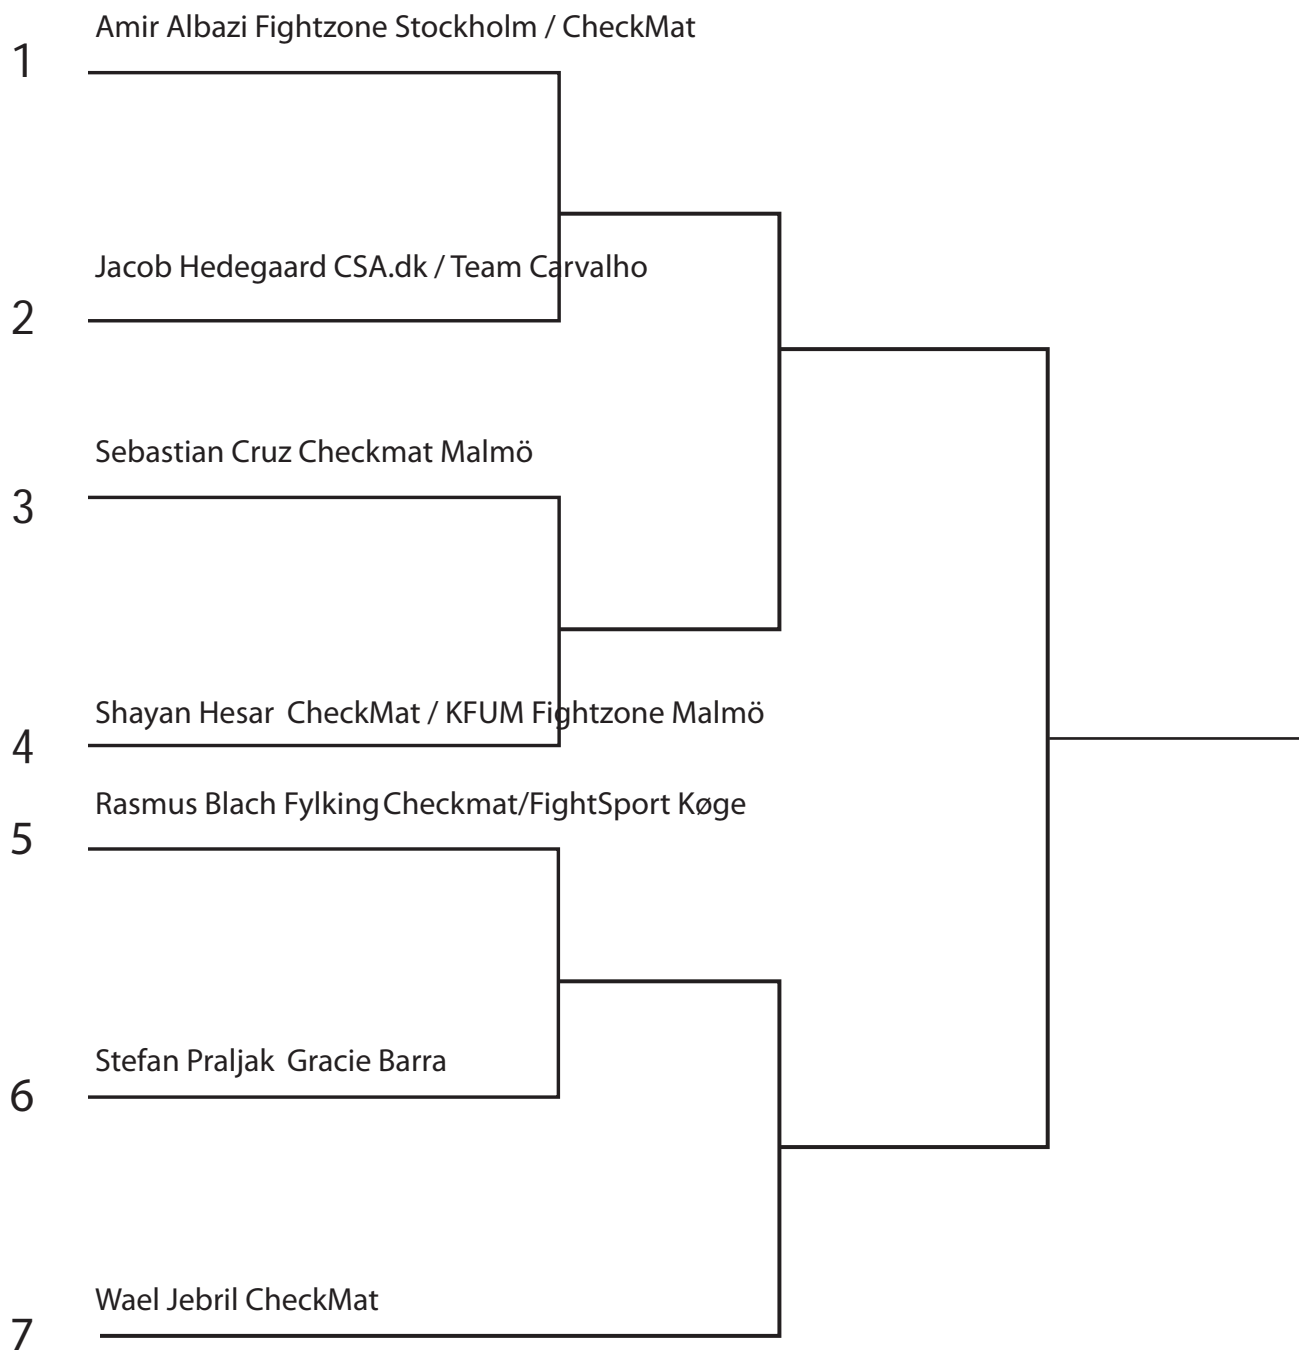 Amir Albazi Fightzone Stockholm / CheckMat
1
Jacob Hedegaard CSA.dk / Team Carvalho
2
Sebastian Cruz Checkmat Malmö
3
Shayan Hesar CheckMat / KFUM Fightzone Malmö
4
Rasmus Blach Fylking Checkmat/FightSport Køge
5
Stefan Praljak Gracie Barra
6
Wael Jebril CheckMat
7